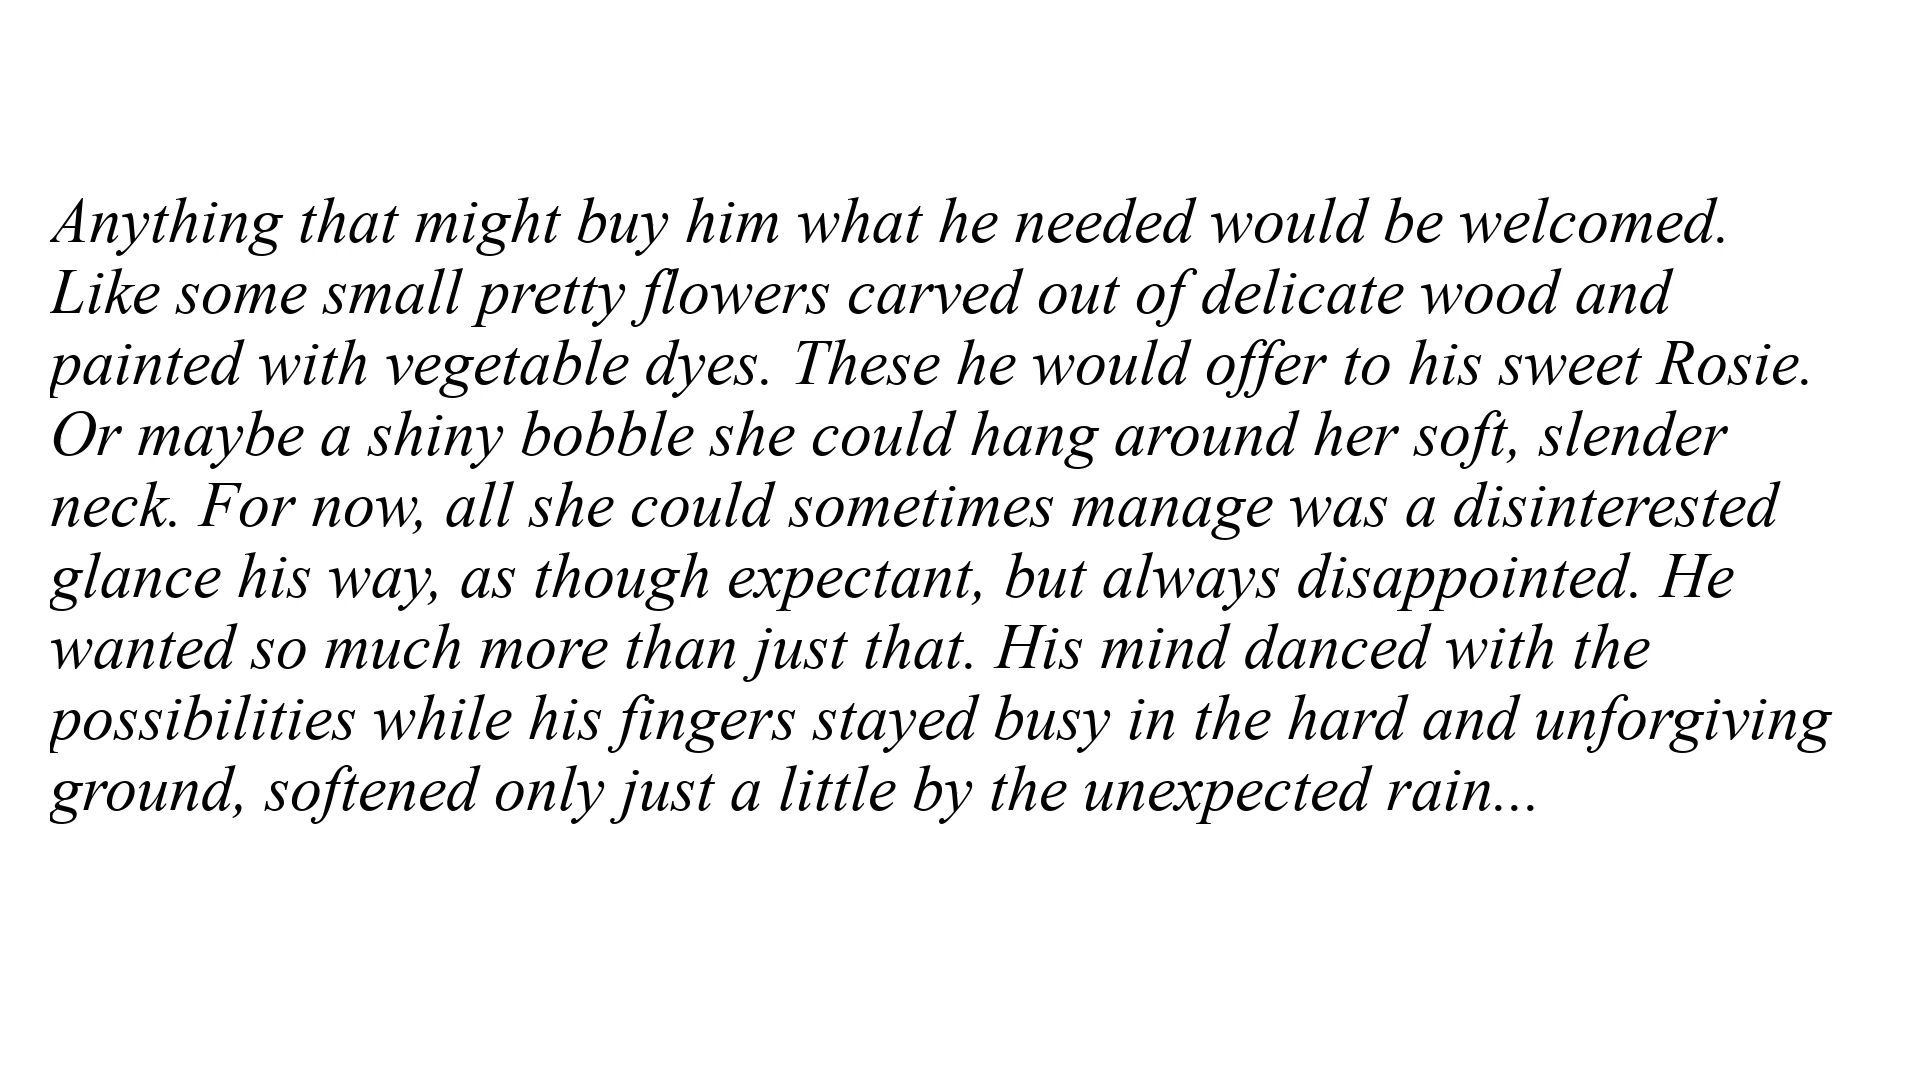 Anything that might buy him what he needed would be welcomed.
Like some small pretty flowers carved out of delicate wood and
painted with vegetable dyes. These he would offer to his sweet Rosie.
Or maybe a shiny bobble she could hang around her soft, slender
neck. For now, all she could sometimes manage was a disinterested
glance his way, as though expectant, but always disappointed. He
wanted so much more than just that. His mind danced with the
possibilities while his fingers stayed busy in the hard and unforgiving
ground, softened only just a little by the unexpected rain...